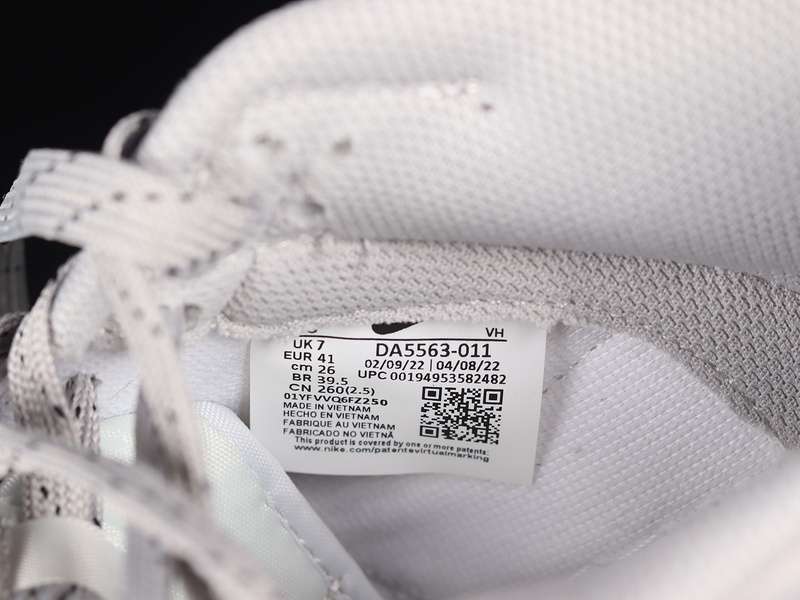 VH
UK 7
EUR 41
cm 26
BR 39.5
CN 260(2.5)
DA5563-011
02/09/22 | 04/08/22
UPC 00194953582482
01YFVVQ6FZ250
MADE IN VIETNAM
HECHO EN VIETNAM
FABRIQUE AU VIETNAM
FABRICADO NO VIETNÃ
This product is covered by one or more patents. See
www.nike.com/patentsvirtualmarking